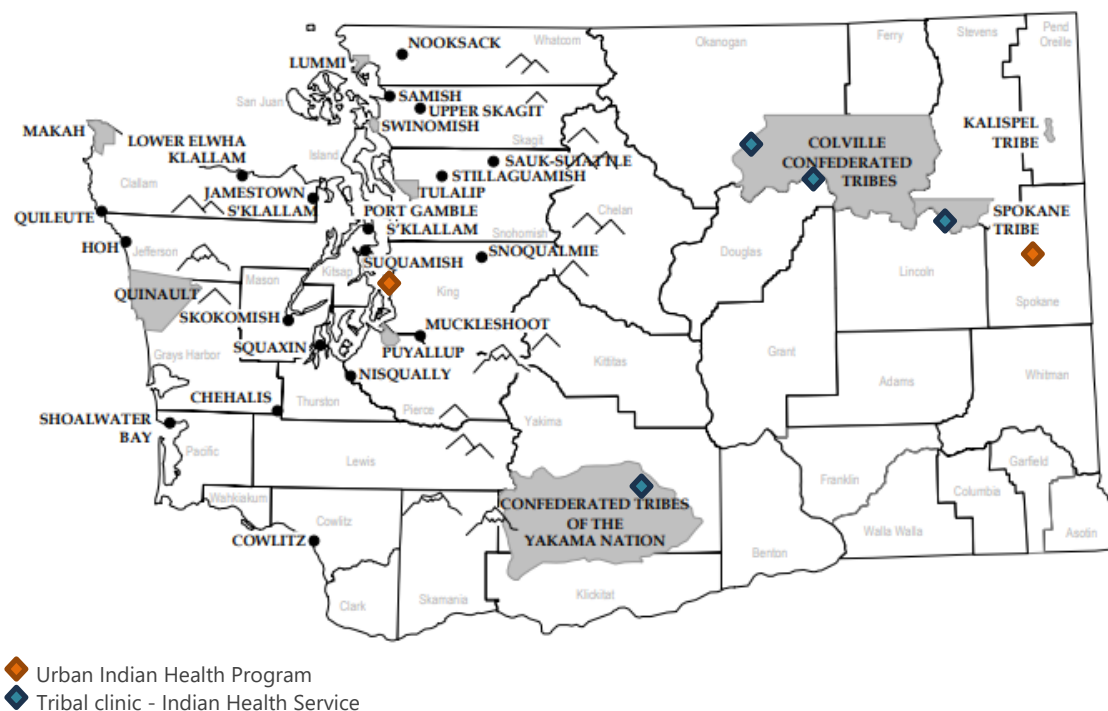 NOOKSACK
Whatcom
Okanogan
Ferry
Stevens
Pend
Oreille
LUMMI
San Juan
SAMISH
UPPER SKAGIT
SWINOMISH
Skagit
MAKAH
LOWER ELWHA
KLALLAM
Island
Clallam
SAUK-SUIATTLE
STILLAGUAMISH
TULALIP
JAMESTOWN
S'KLALLAM
COLVILLE
CONFEDERATED
TRIBES
KALISPEL
TRIBE
QUILEUTE
PORT GAMBLE
S'KLALLAM
Snohomish
Chelan
SPOKANE
TRIBE
HOH
Jefferson
SUQUAMISH
SNOQUALMIE
Douglas
Lincoln
Kitsap
Mason
King
Spokane
QUINAULT
SKOKOMISH
MUCKLESHOOT
SQUAXIN
PUYALLUP
Grays Harbor
Kittitas
Grant
Adams
Whitman
NISQUALLY
CHEHALIS
Thurston
Pierce
Yakima
SHOALWATER
BAY
Pacific
Lewis
Franklin
Garfield
Columbia
Wahkiakum
CONFEDERATED TRIBES
OF THE
YAKAMA NATION
Cowlitz
COWLITZ
Walla Walla
Asotin
Benton
Clark
Skamania
Klickitat
Urban Indian Health Program
Tribal clinic - Indian Health Service